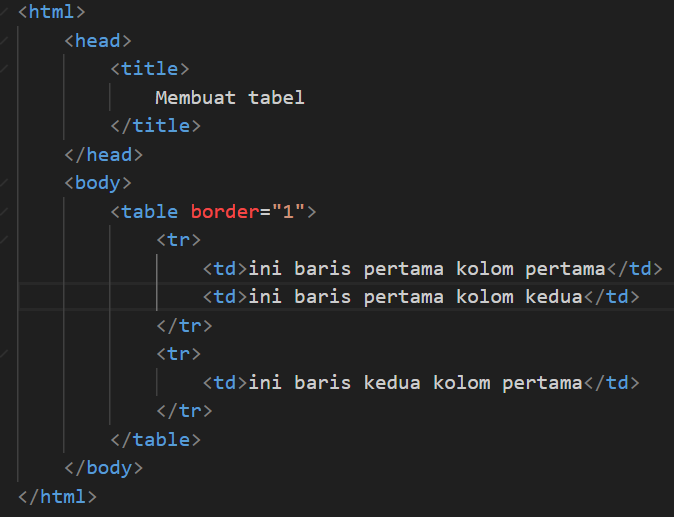 <html>
<head>
<title>
Membuat tabel
</title>
</head>
<body>
<table border="1">
<tr>
<td>ini baris pertama kolom pertama</td>
<td>ini baris pertama kolom kedua</td>
</tr>
<tr>
<td>ini baris kedua kolom pertama</td>
</tr>
</table>
</body>
</html>